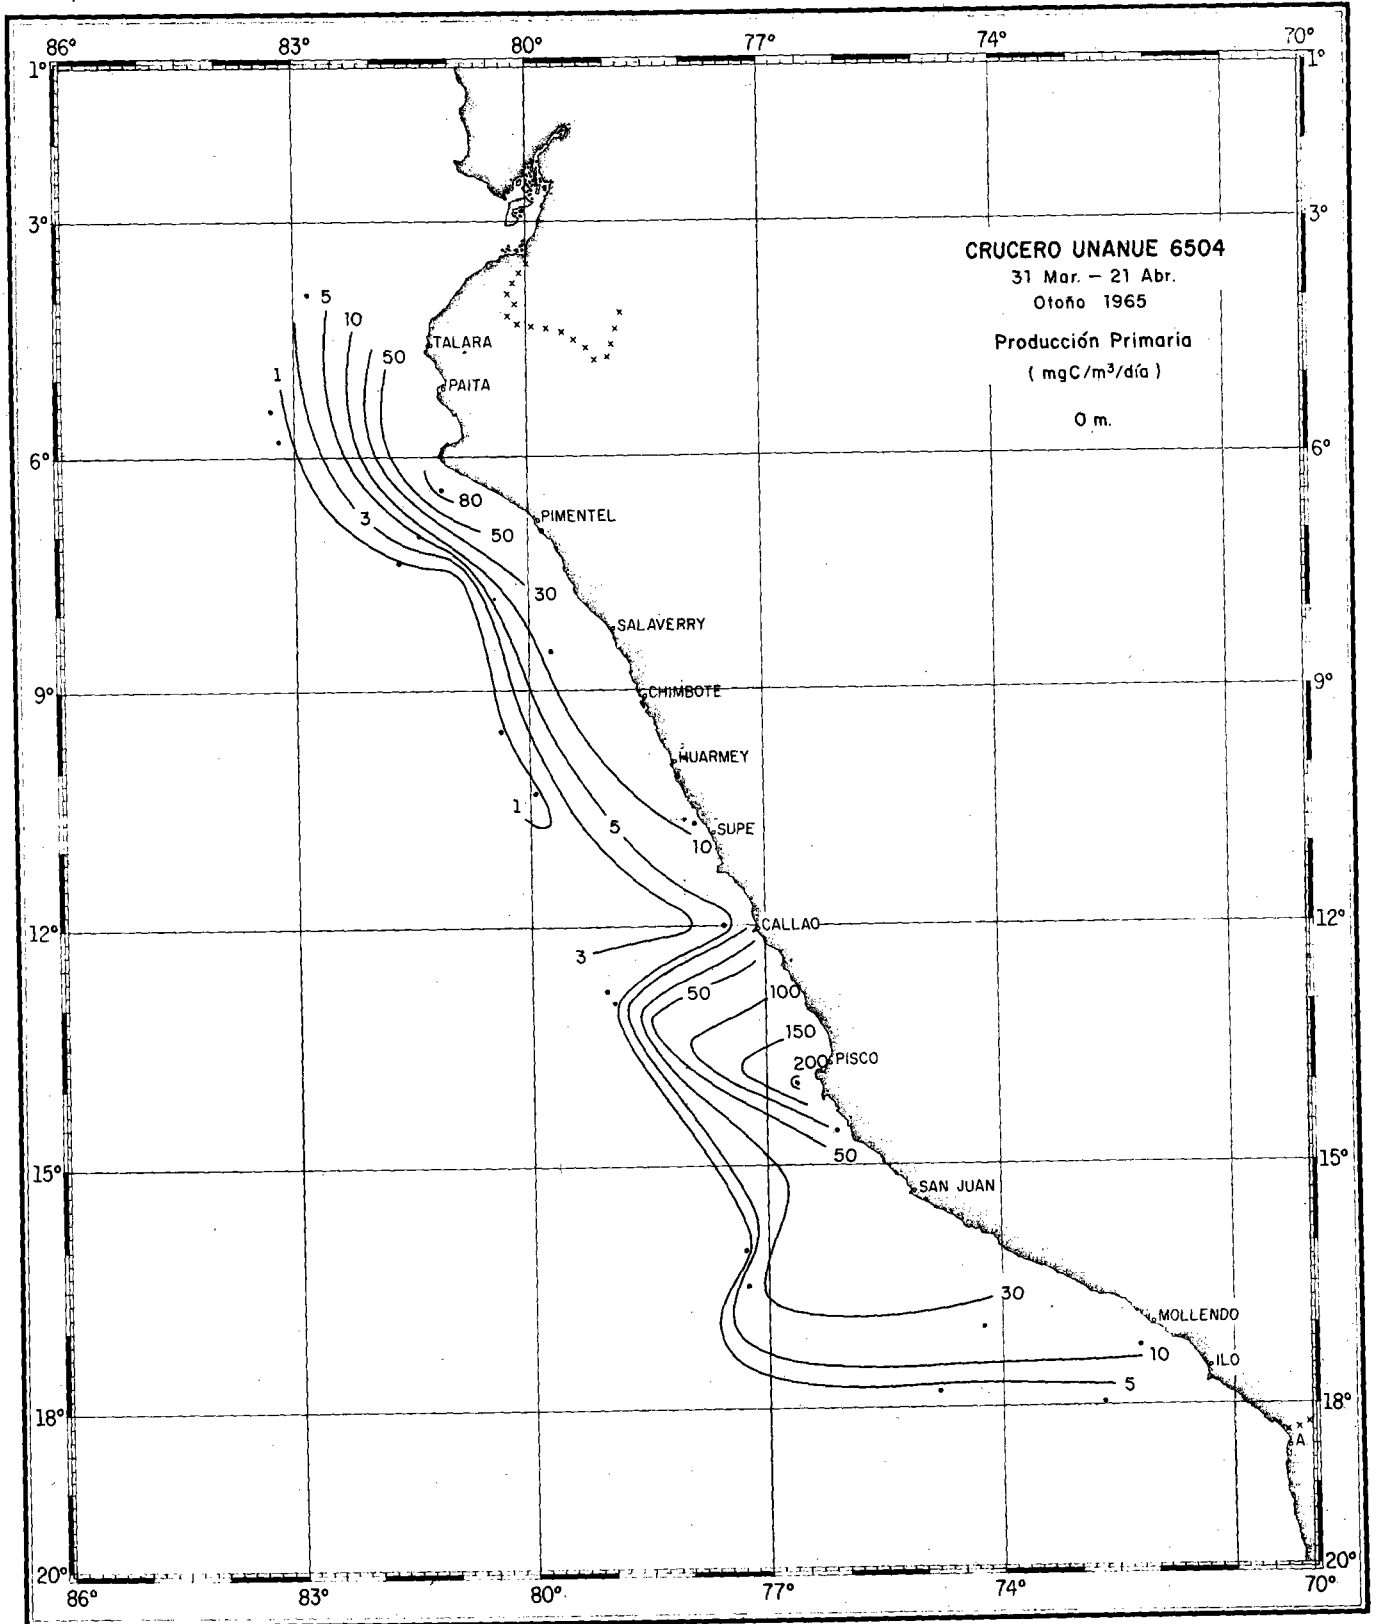 86° 83° 80° 77° 74° 70°
1° 1°
3° 3°
CRUCERO UNANUE 6504
31 Mar. – 21 Abr.
Otoño 1965
Producción Primaria
( mgC/m³/día )
0 m.
5
10
50
TALARA
1
PAITA
6° 6°
80
3
50
PIMENTEL
30
SALAVERRY
9° 9°
CHIMBOTE
HUARMEY
1
5
SUPE
10
12° 12°
CALLAO
3
50
100
150
200
PISCO
50
15° 15°
SAN JUAN
30
MOLLENDO
10
ILO
5
18° 18°
A
20° 20°
86° 83° 80° 77° 74° 70°